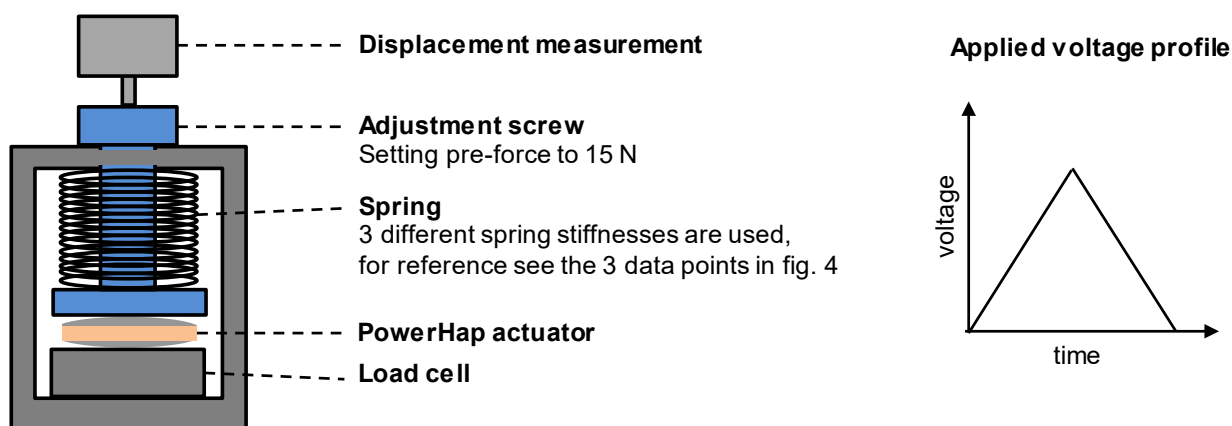 Displacement measurement
Adjustment screw
Setting pre-force to 15 N
Spring
3 different spring stiffnesses are used,
for reference see the 3 data points in fig. 4
PowerHap actuator
Load cell
Applied voltage profile
voltage
time